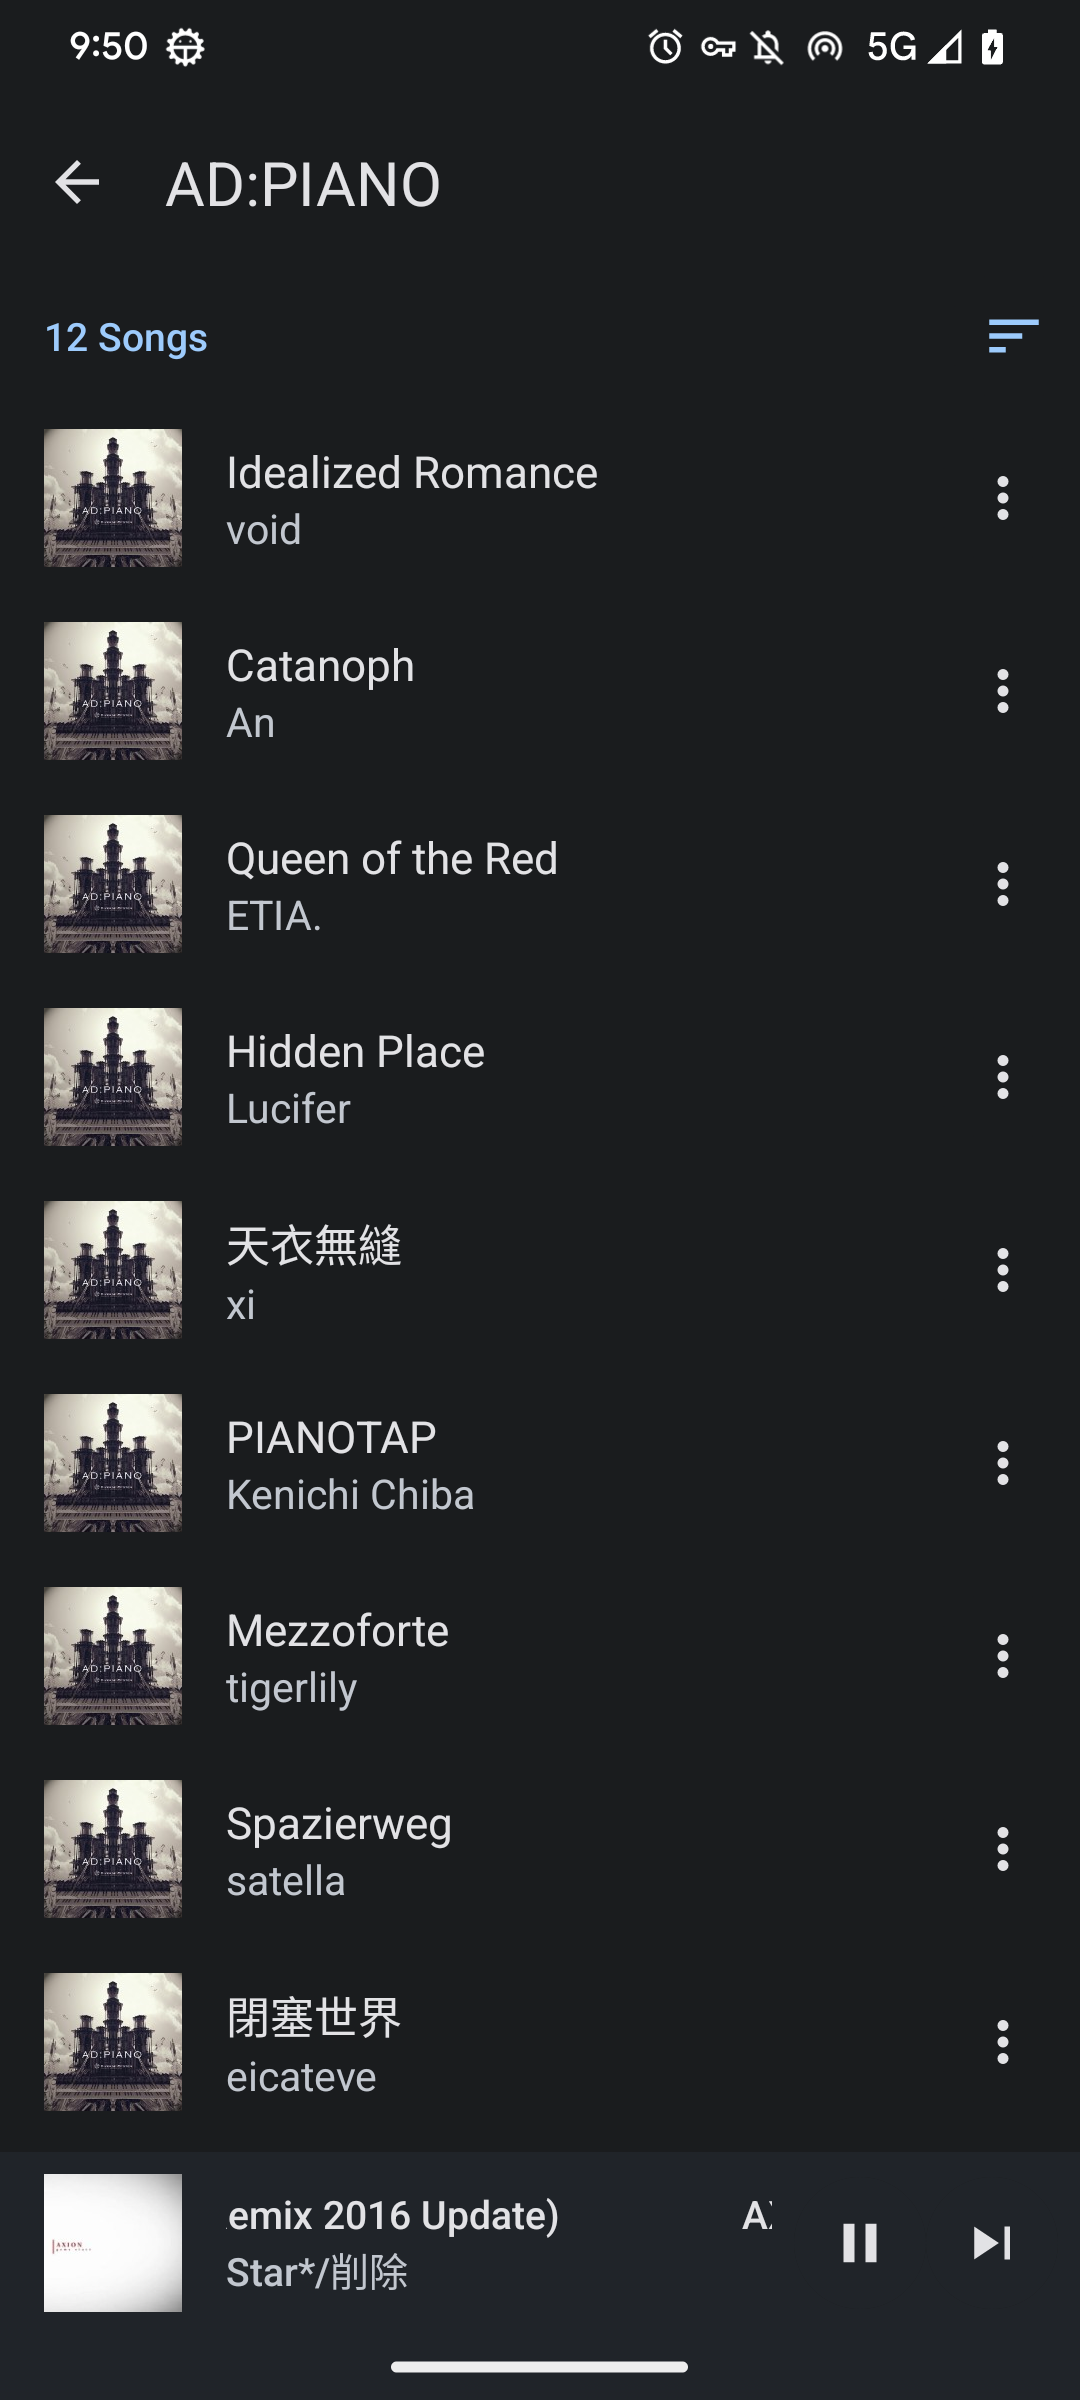 9:50
5G
AD:PIANO
12 Songs
AD:PIANO
Idealized Romance
void
AD:PIANO
Catanoph
An
AD:PIANO
Queen of the Red
ETIA.
AD:PIANO
Hidden Place
Lucifer
AD:PIANO
天衣無縫
xi
AD:PIANO
PIANOTAP
Kenichi Chiba
AD:PIANO
Mezzoforte
tigerlily
AD:PIANO
Spazierweg
satella
AD:PIANO
閉塞世界
eicateve
AXION
emix 2016 Update)
Star*/削除